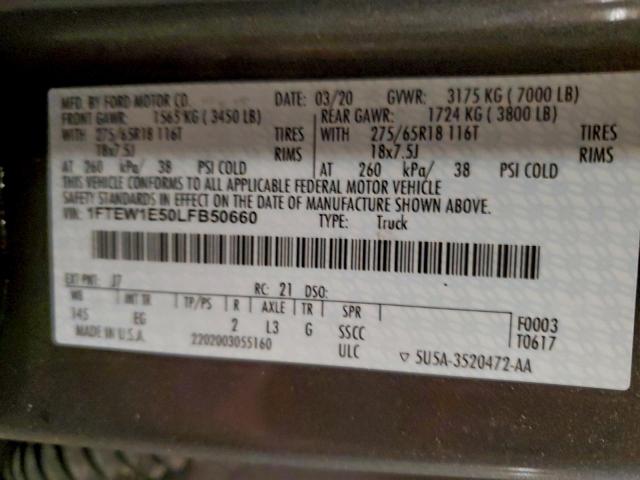 MFD. BY FORD MOTOR CO. DATE: 03/20 GVWR: 3175 KG ( 7000 LB)
FRONT GAWR: 1565 KG ( 3450 LB) REAR GAWR: 1724 KG ( 3800 LB)
WITH 275/65R18 116T TIRES WITH 275/65R18 116T TIRES
18x7.5J RIMS 18x7.5J RIMS
AT 260 kPa/ 38 PSI COLD AT 260 kPa/ 38 PSI COLD
THIS VEHICLE CONFORMS TO ALL APPLICABLE FEDERAL MOTOR VEHICLE
SAFETY STANDARDS IN EFFECT ON THE DATE OF MANUFACTURE SHOWN ABOVE.
VIN: 1FTEW1E50LFB50660 TYPE: Truck
EXT PNT: J7 RC: 21 DSO:
WB INT TR TP/PS R AXLE TR SPR F0003
145 EG 2 L3 G SSCC T0617
MADE IN U.S.A. 2202003055160 ULC ▽ 5U5A-3520472-AA